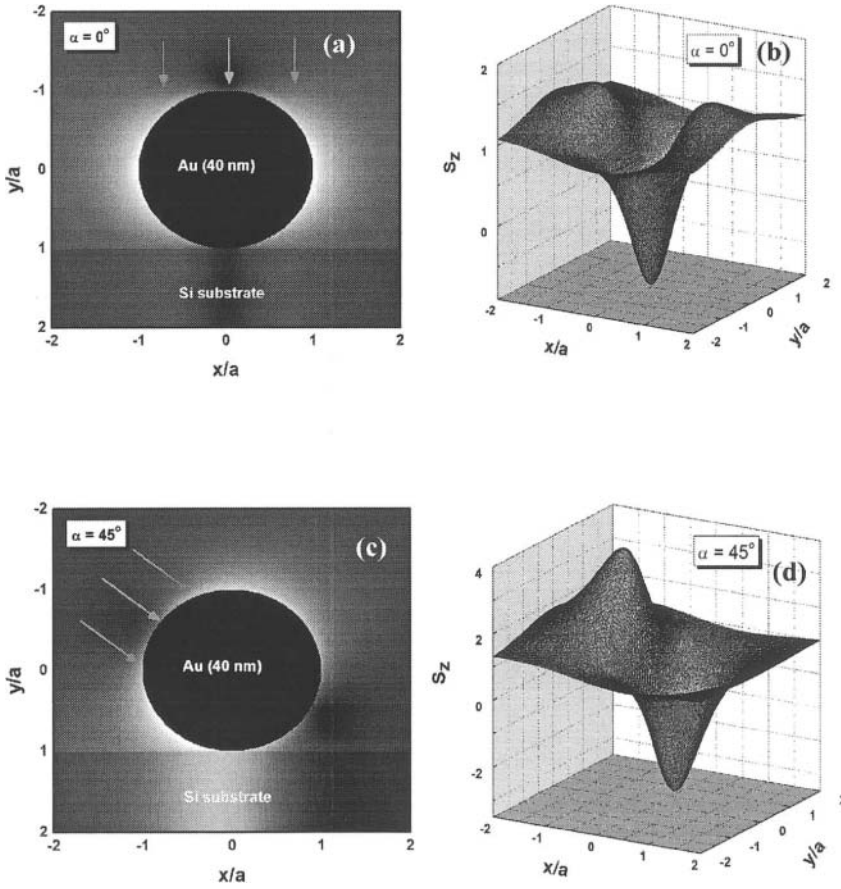 α = 0°
(a)
-2
-1
0
1
2
y/a
Au (40 nm)
Si substrate
-2
-1
0
1
2
x/a
α = 0°
(b)
2
1
0
S_Z
-2
-1
0
1
2
x/a
-2
-1
0
1
2
y/a
α = 45°
(c)
-2
-1
0
1
2
y/a
Au (40 nm)
Si substrate
-2
-1
0
1
2
x/a
α = 45°
(d)
4
2
0
-2
S_Z
-2
-1
0
1
2
x/a
-2
-1
0
1
y/a